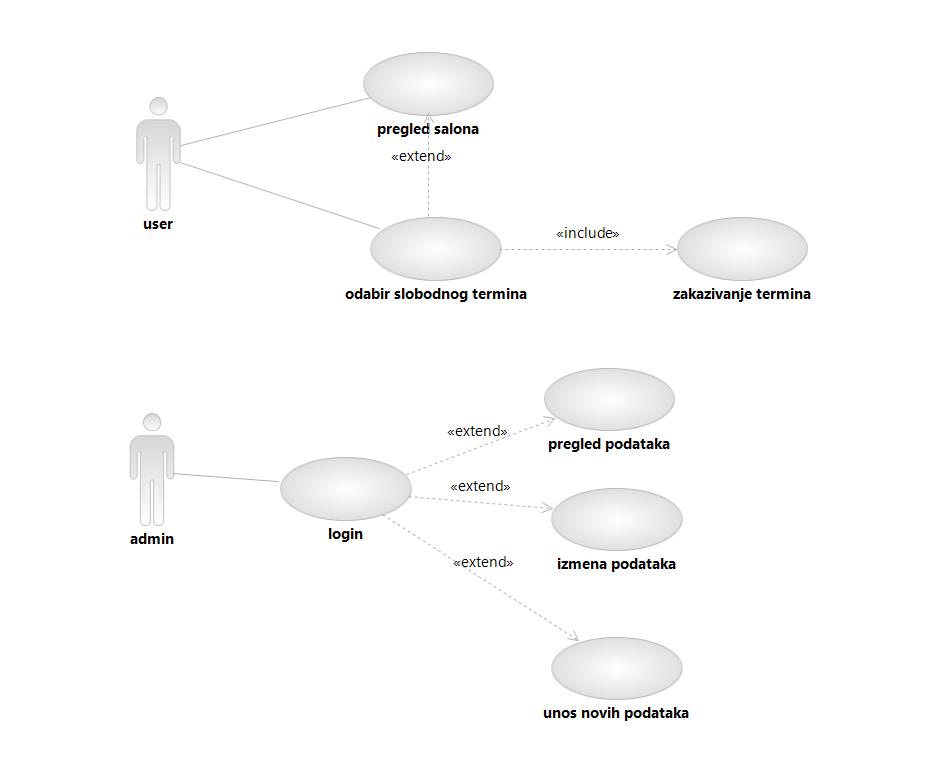 pregled salona
«extend»
user
«include»
odabir slobodnog termina
zakazivanje termina
«extend»
pregled podataka
«extend»
login
admin
izmena podataka
«extend»
unos novih podataka